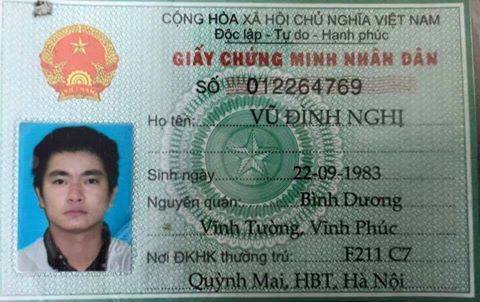 CỘNG HÒA XÃ HỘI CHỦ NGHĨA VIỆT NAM
Độc lập - Tự do - Hạnh phúc
GIẤY CHỨNG MINH NHÂN DÂN
SỐ 012264769
Họ tên: VŨ ĐÌNH NGHỊ
Sinh ngày 22-09-1983
Nguyên quán: Bình Dương
Vĩnh Tường, Vĩnh Phúc
Nơi ĐKHK thường trú: F211 C7
Quỳnh Mai, HBT, Hà Nội
VIỆT NAM